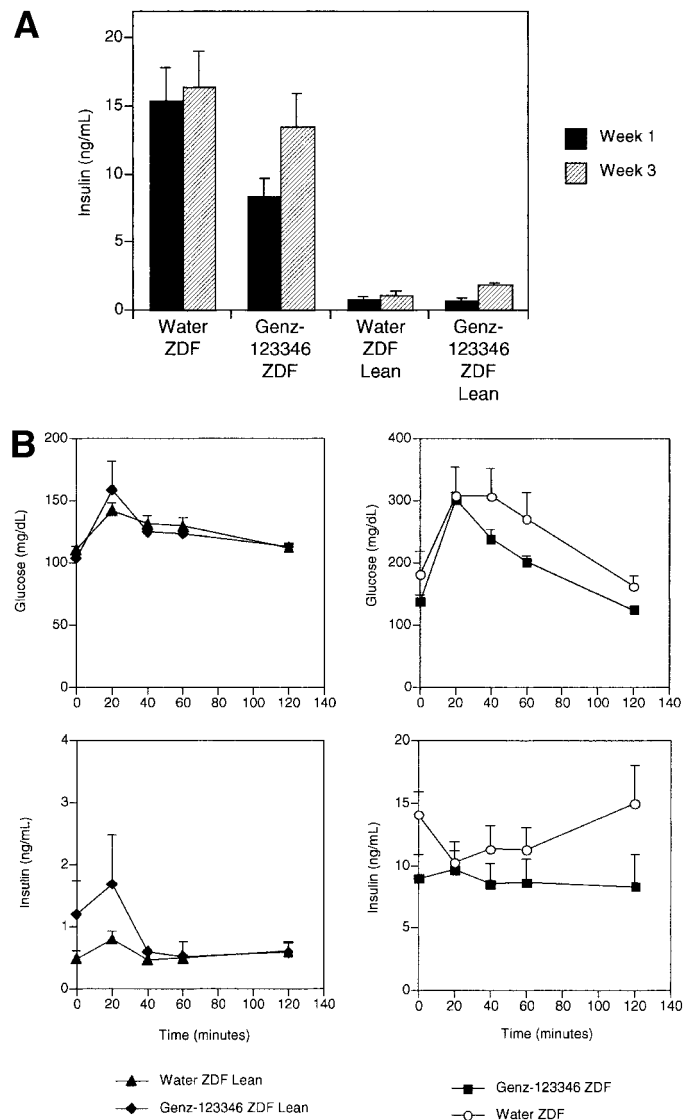 A
Insulin (ng/mL)
20
15
10
5
0
Water
ZDF
Genz-
123346
ZDF
Water
ZDF
Lean
Genz-
123346
ZDF
Lean
Week 1
Week 3
B
Glucose (mg/dL)
200
150
100
50
0
0 20 40 60 80 100 120 140
Glucose (mg/dL)
400
300
200
100
0
0 20 40 60 80 100 120 140
Insulin (ng/mL)
4
3
2
1
0
0 20 40 60 80 100 120 140
Time (minutes)
Insulin (ng/mL)
20
15
10
5
0
0 20 40 60 80 100 120 140
Time (minutes)
Water ZDF Lean
Genz-123346 ZDF Lean
Genz-123346 ZDF
Water ZDF